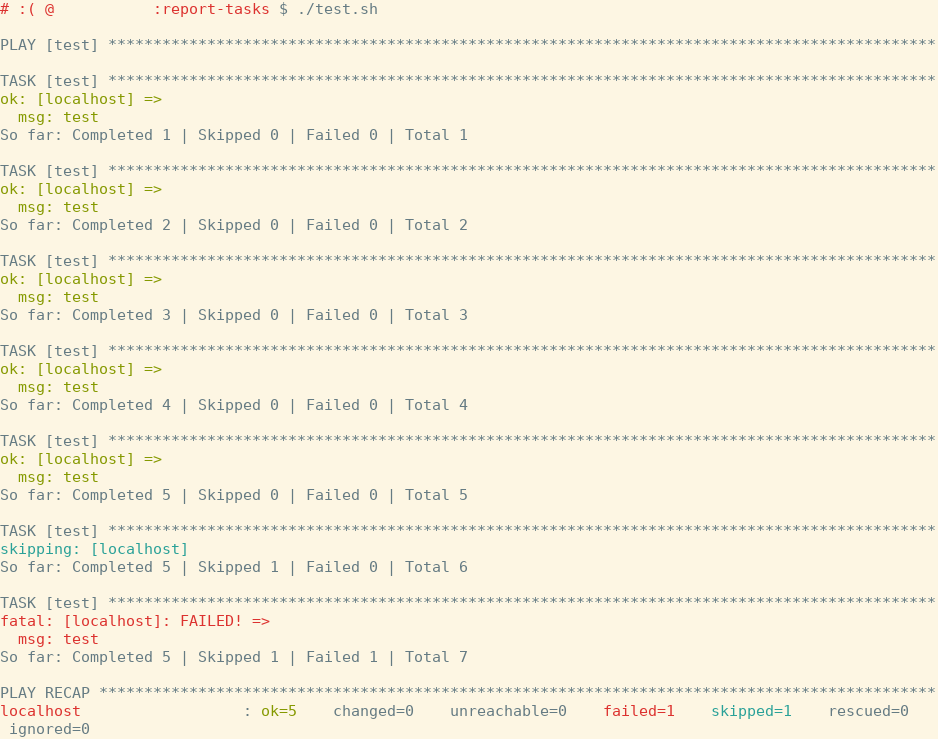 # :( @           :report-tasks $ ./test.sh
PLAY [test] ********************************************************************************************
TASK [test] ********************************************************************************************
ok: [localhost] =>
  msg: test
So far: Completed 1 | Skipped 0 | Failed 0 | Total 1
TASK [test] ********************************************************************************************
ok: [localhost] =>
  msg: test
So far: Completed 2 | Skipped 0 | Failed 0 | Total 2
TASK [test] ********************************************************************************************
ok: [localhost] =>
  msg: test
So far: Completed 3 | Skipped 0 | Failed 0 | Total 3
TASK [test] ********************************************************************************************
ok: [localhost] =>
  msg: test
So far: Completed 4 | Skipped 0 | Failed 0 | Total 4
TASK [test] ********************************************************************************************
ok: [localhost] =>
  msg: test
So far: Completed 5 | Skipped 0 | Failed 0 | Total 5
TASK [test] ********************************************************************************************
skipping: [localhost]
So far: Completed 5 | Skipped 1 | Failed 0 | Total 6
TASK [test] ********************************************************************************************
fatal: [localhost]: FAILED! =>
  msg: test
So far: Completed 5 | Skipped 1 | Failed 1 | Total 7
PLAY RECAP *********************************************************************************************
localhost                  : ok=5    changed=0    unreachable=0    failed=1    skipped=1    rescued=0
 ignored=0